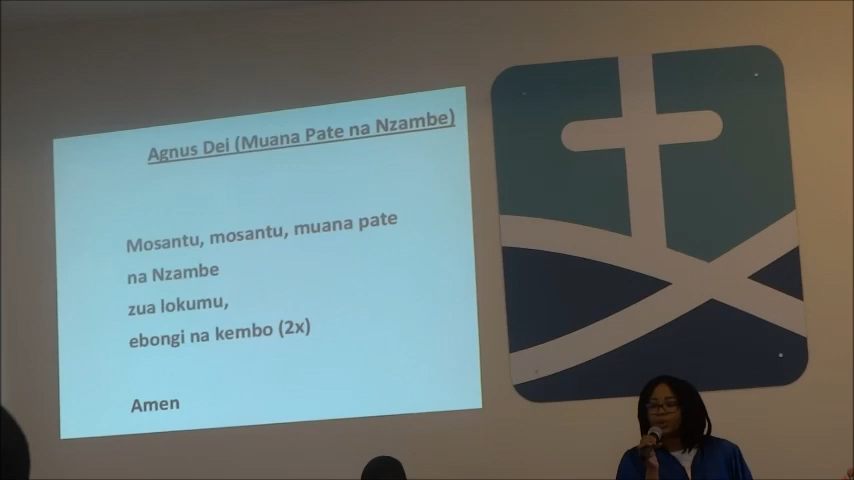 Agnus Dei (Muana Pate na Nzambe)
Mosantu, mosantu, muana pate
na Nzambe
zua lokumu,
ebongi na kembo (2x)
Amen